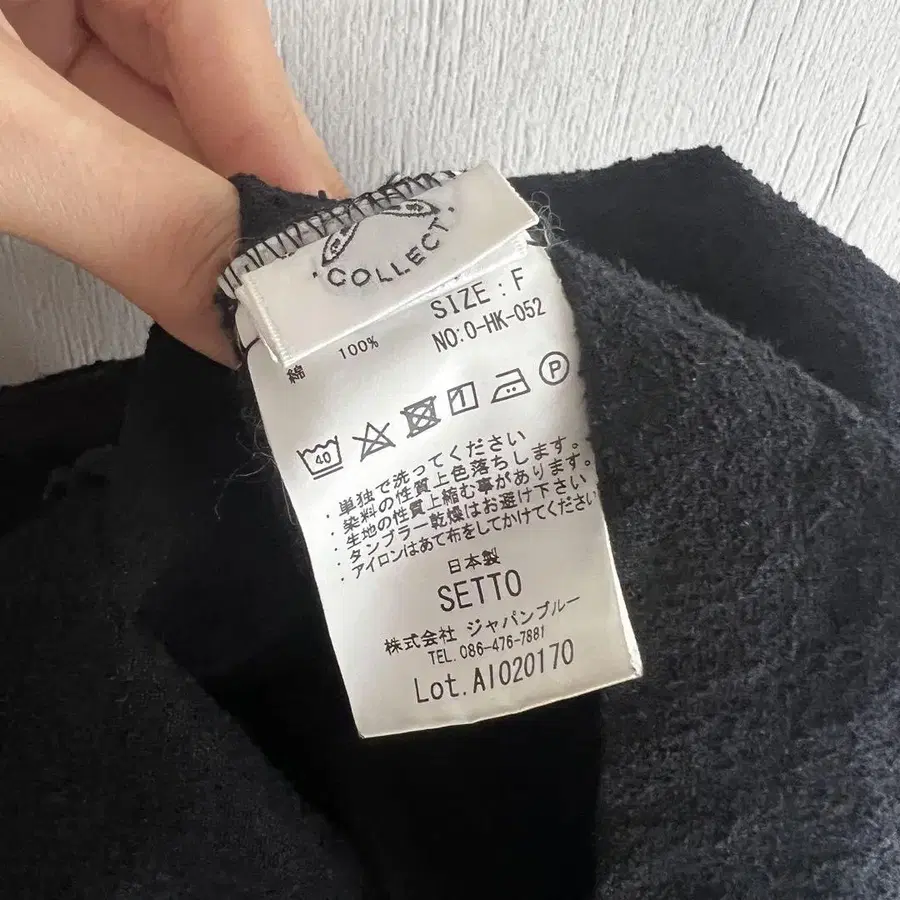 ・COLLECT・
SIZE : F
NO:O-HK-052
綿 100%
40
P
・単独で洗ってください
・染料の性質上色落ちします。
・生地の性質上縮む事があります。
・タンブラー乾燥はお避け下さい
・アイロンはあて布をしてかけてください
日本製
SETTO
株式会社 ジャパンブルー
TEL. 086-476-7881
Lot. AI020170